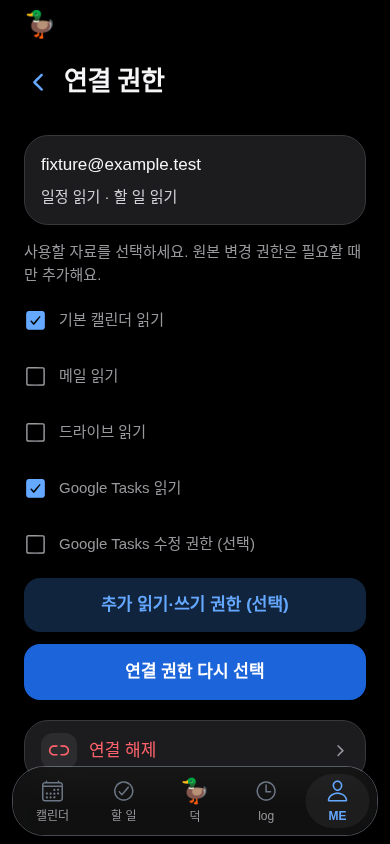 연결 권한
fixture@example.test
일정 읽기 · 할 일 읽기
사용할 자료를 선택하세요. 원본 변경 권한은 필요할 때
만 추가해요.
기본 캘린더 읽기
메일 읽기
드라이브 읽기
Google Tasks 읽기
Google Tasks 수정 권한 (선택)
추가 읽기·쓰기 권한 (선택)
연결 권한 다시 선택
연결 해제
캘린더
할 일
덕
log
ME